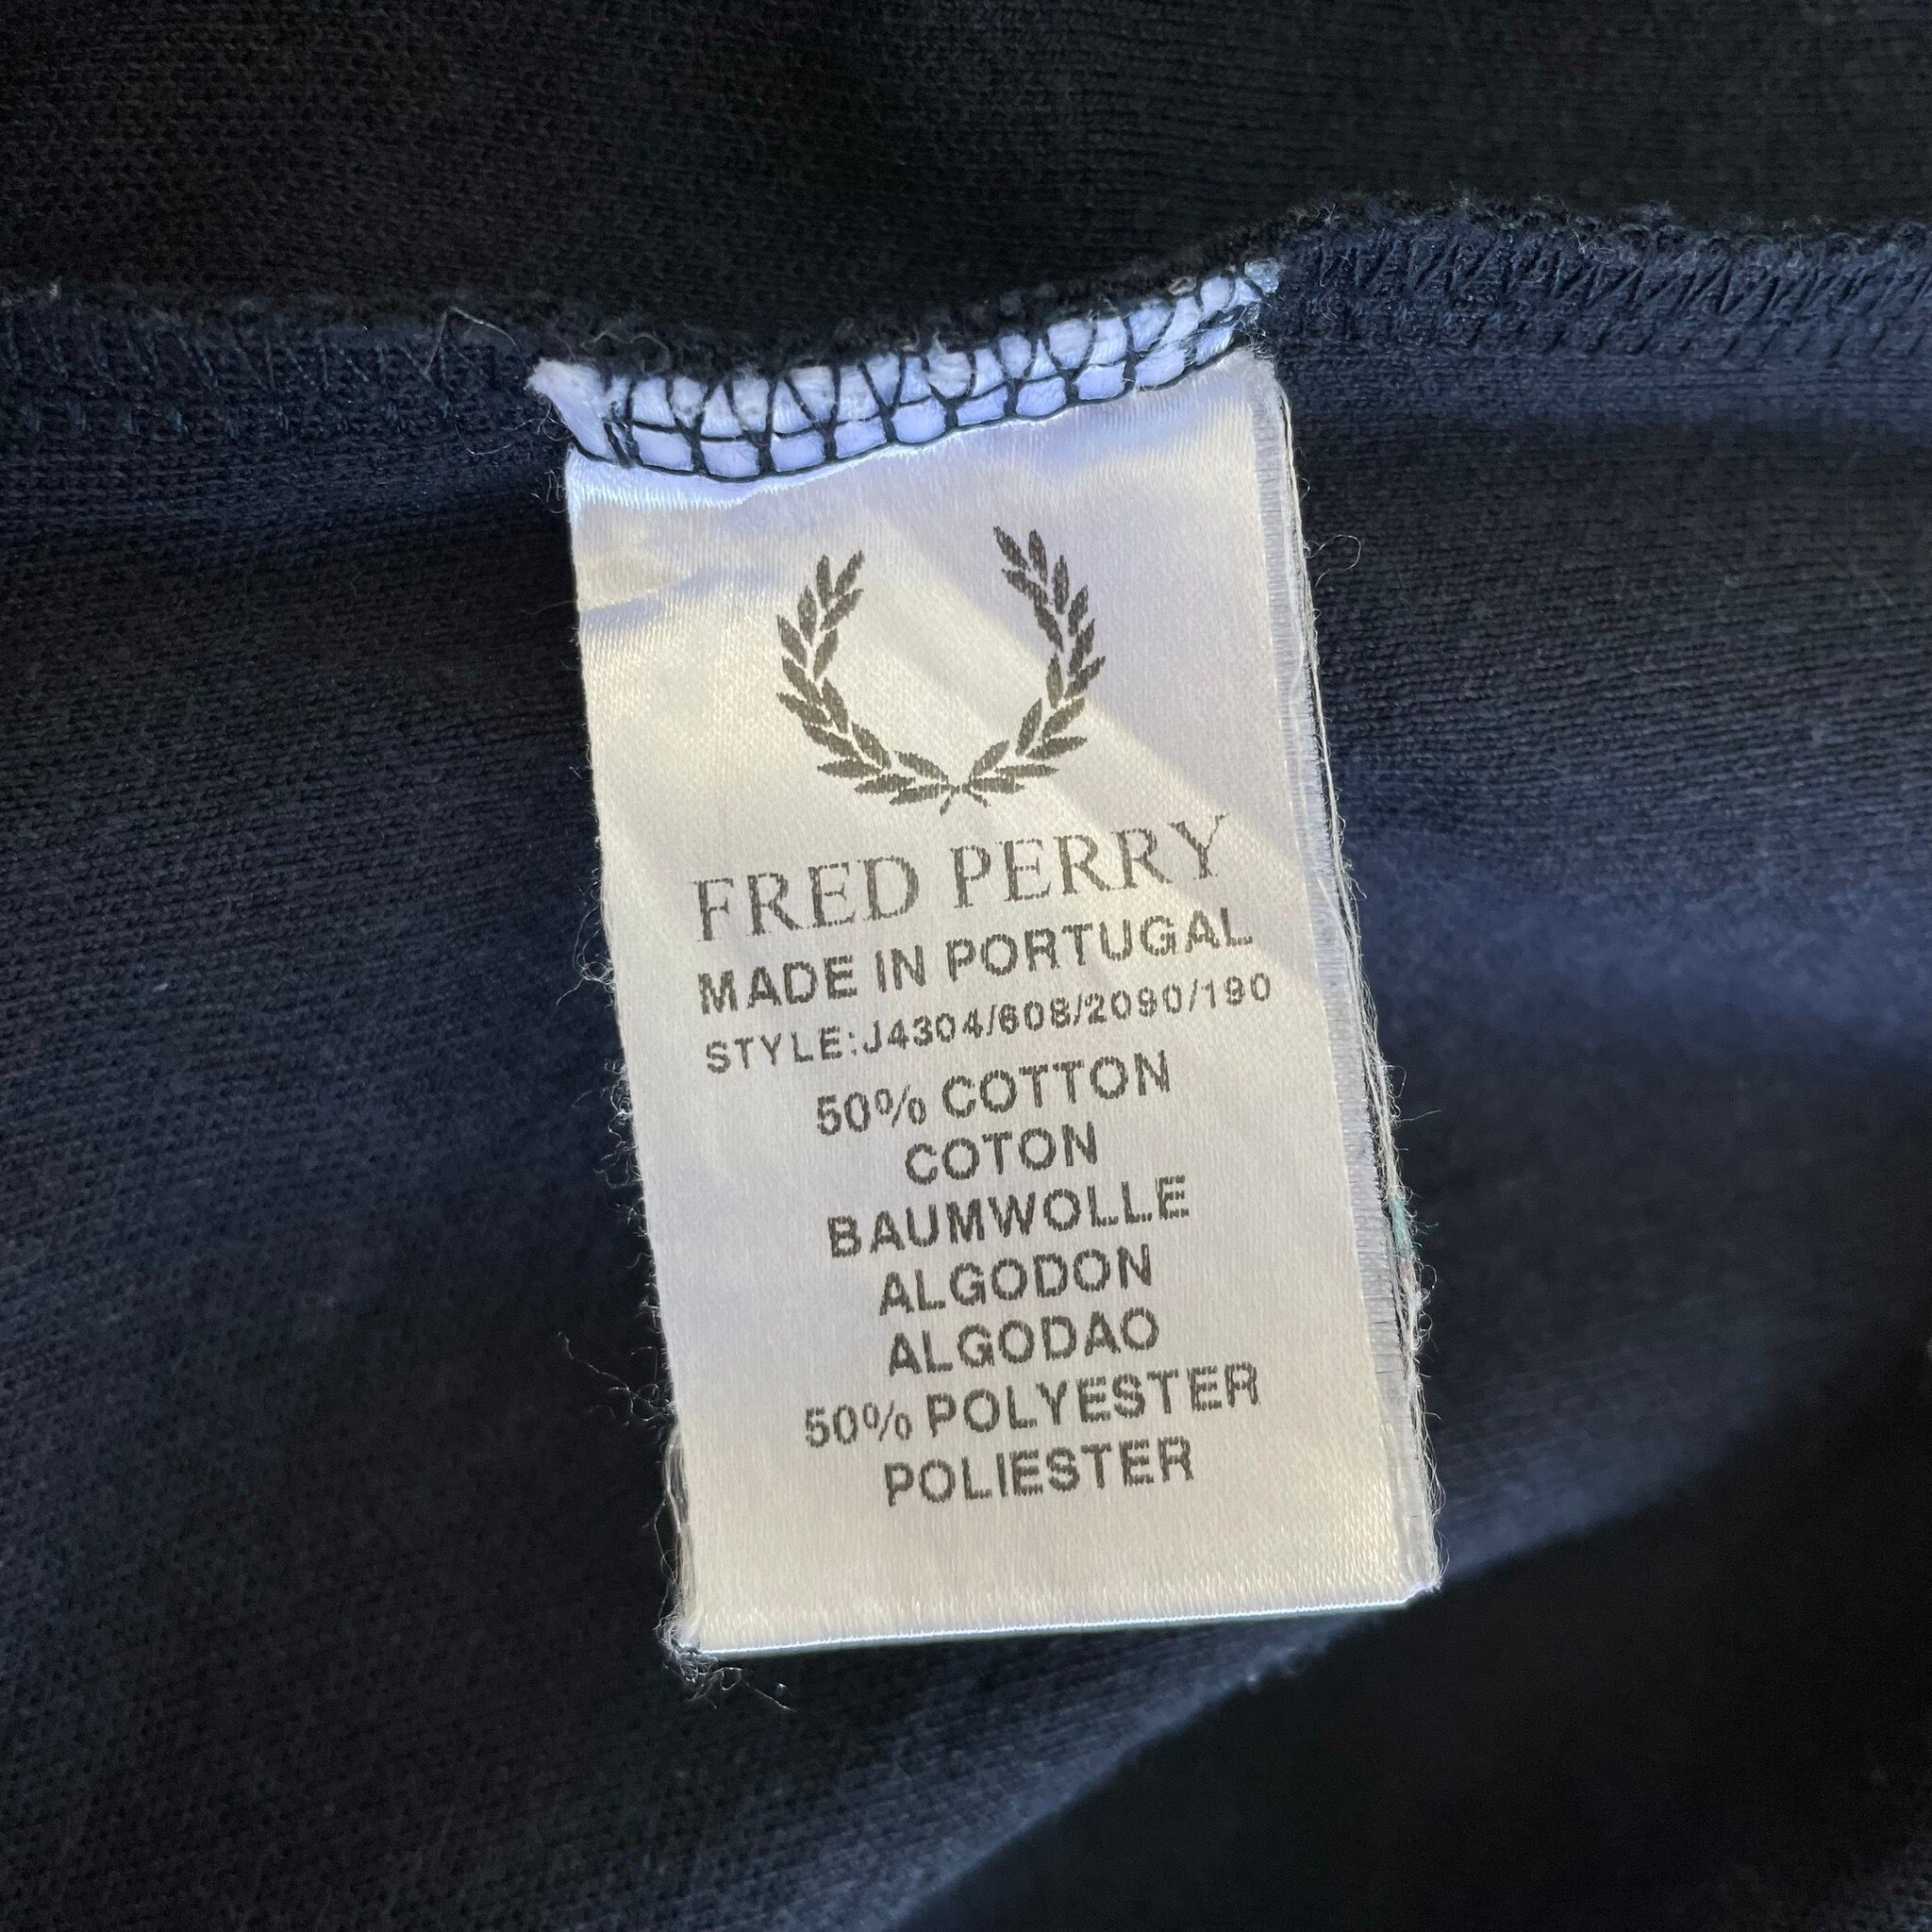 FRED PERRY
MADE IN PORTUGAL
STYLE:J4304/608/2090/190
50% COTTON
COTON
BAUMWOLLE
ALGODON
ALGODAO
50% POLYESTER
POLIESTER